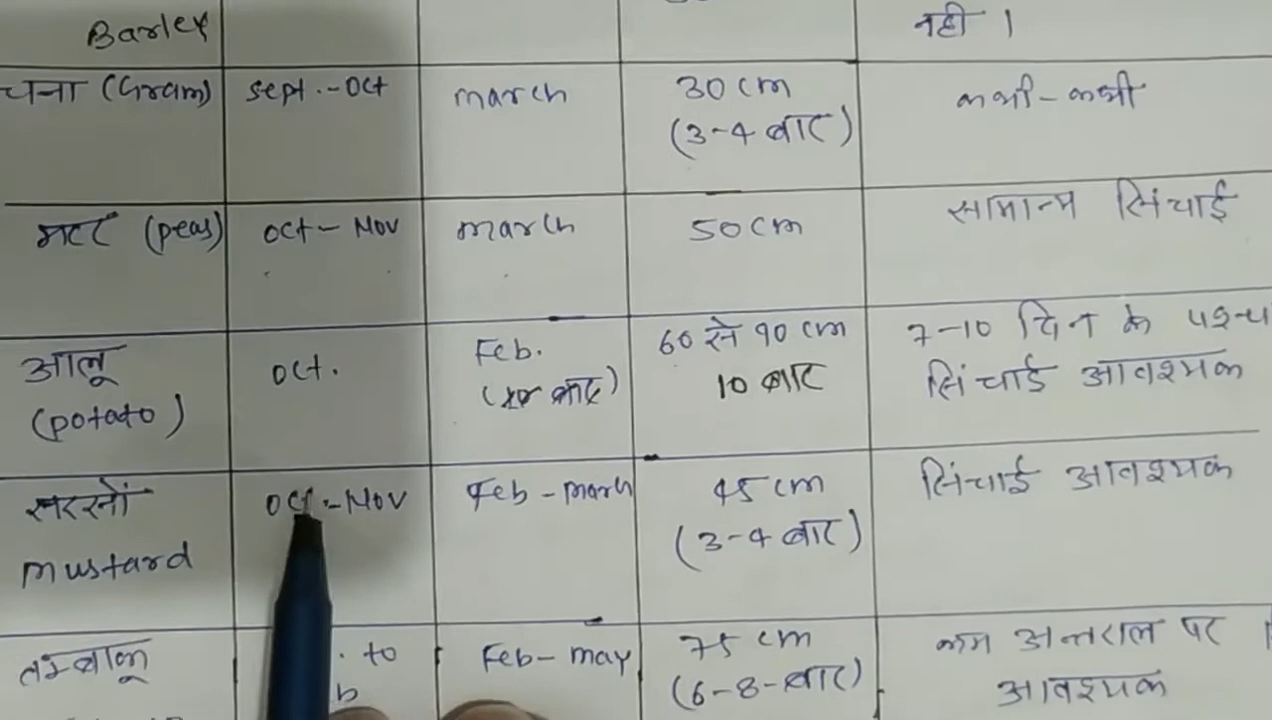 Barley
नही ।
चना (Gram) sept.-Oct march 30 cm कभी-कभी
(3-4 बार)
मटर (peas) Oct-Nov march 50cm सामान्य सिंचाई
आलू Oct. Feb. 60 से 90 cm 7-10 दिन के पश्च
(potato) 10 बार सिंचाई आवश्यक
सरसों Oct.-Nov Feb-march 45 cm सिंचाई आवश्यक
mustard (3-4 बार)
तम्बाकू . to Feb-may 75 cm कम अन्तराल पर
b (6-8-बार) आवश्यक